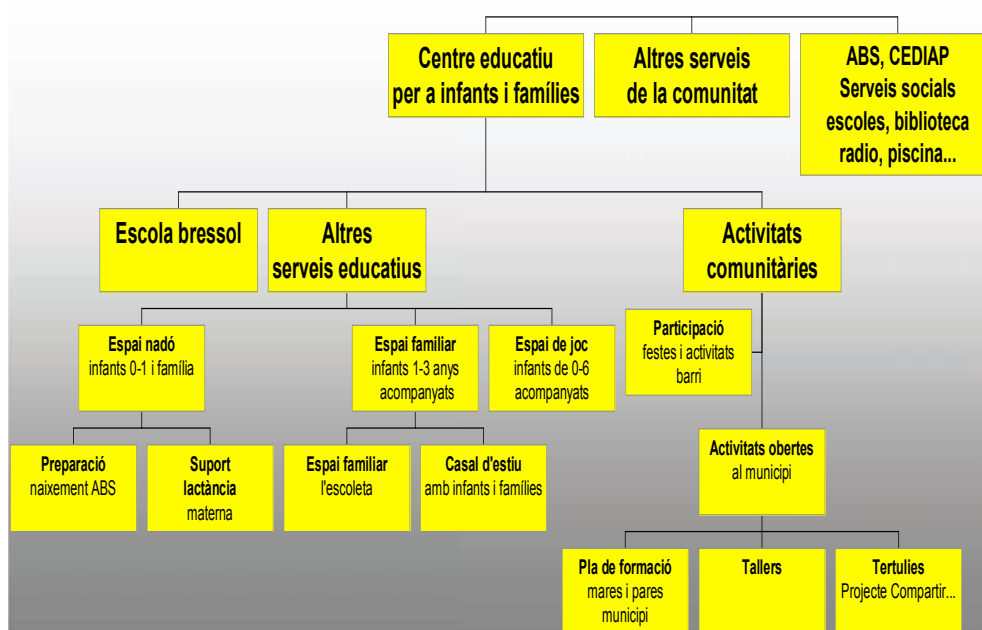 Centre educatiu
per a infants i famílies
Altres serveis
de la comunitat
ABS, CEDIAP
Serveis socials
escoles, biblioteca
radio, piscina...
Escola bressol
Altres
serveis educatius
Activitats
comunitàries
Espai nadó
infants 0-1 i família
Espai familiar
infants 1-3 anys
acompanyats
Espai de joc
infants de 0-6
acompanyats
Participació
festes i activitats
barri
Preparació
naixement ABS
Suport
lactància
materna
Espai familiar
l'escoleta
Casal d'estiu
amb infants i famílies
Activitats obertes
al municipi
Pla de formació
mares i pares
municipi
Tallers
Tertulies
Projecte Compartir...